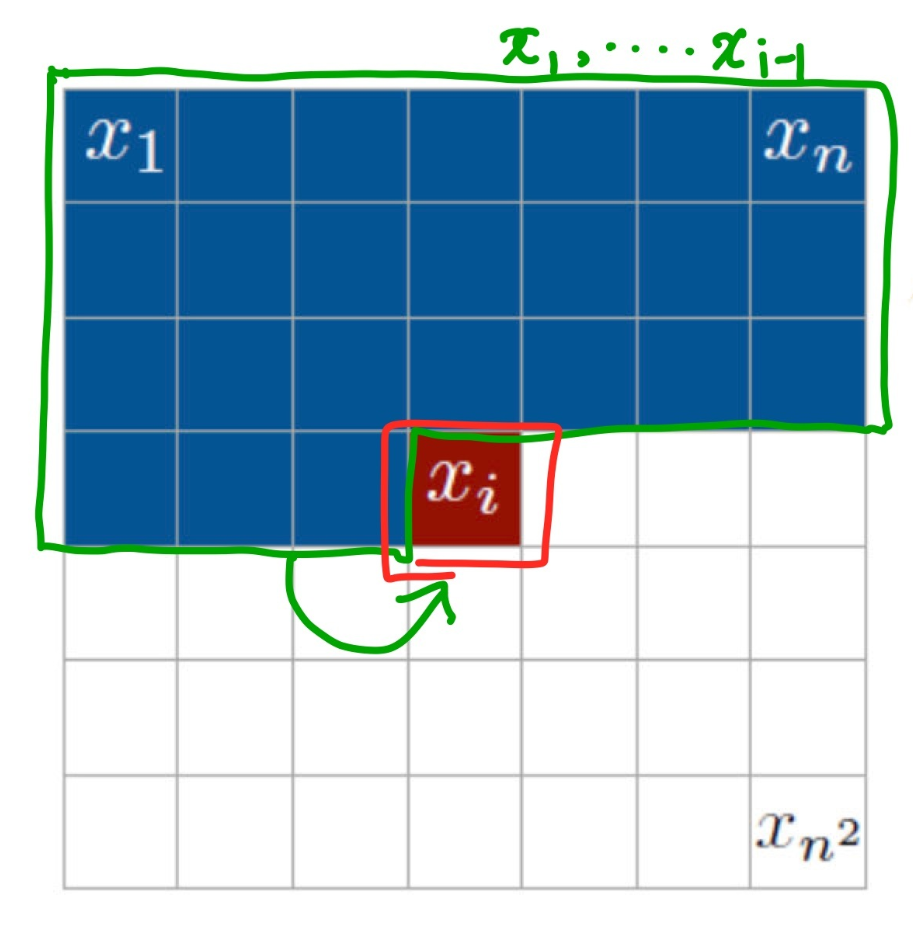 x₁, ..... xᵢ₋₁
x₁ xₙ
xᵢ
xₙ²